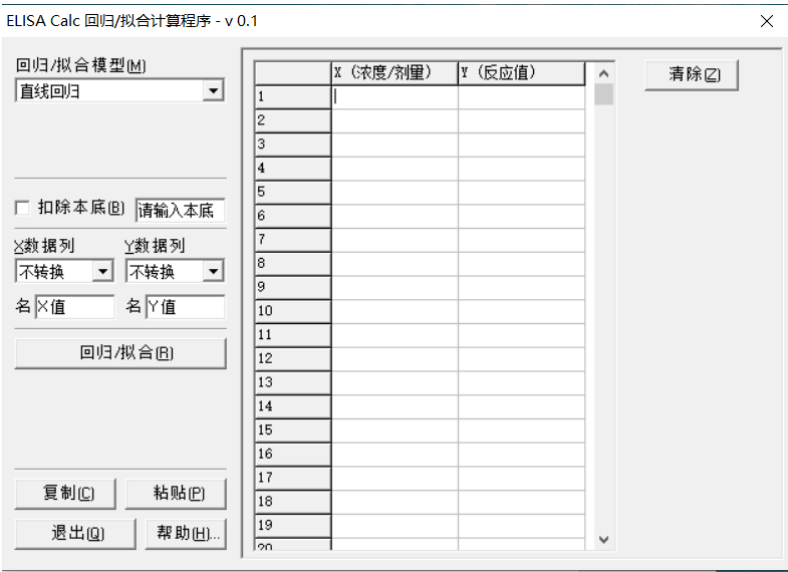 ELISA Calc 回归/拟合计算程序 - v 0.1
回归/拟合模型(M)
直线回归
扣除本底(B) 请输入本底
X数据列 Y数据列
不转换 不转换
名 X值 名 Y值
回归/拟合(R)
复制(C) 粘贴(P)
退出(Q) 帮助(H)...
X（浓度/剂量） Y（反应值）
1
2
3
4
5
6
7
8
9
10
11
12
13
14
15
16
17
18
19
20
清除(Z)